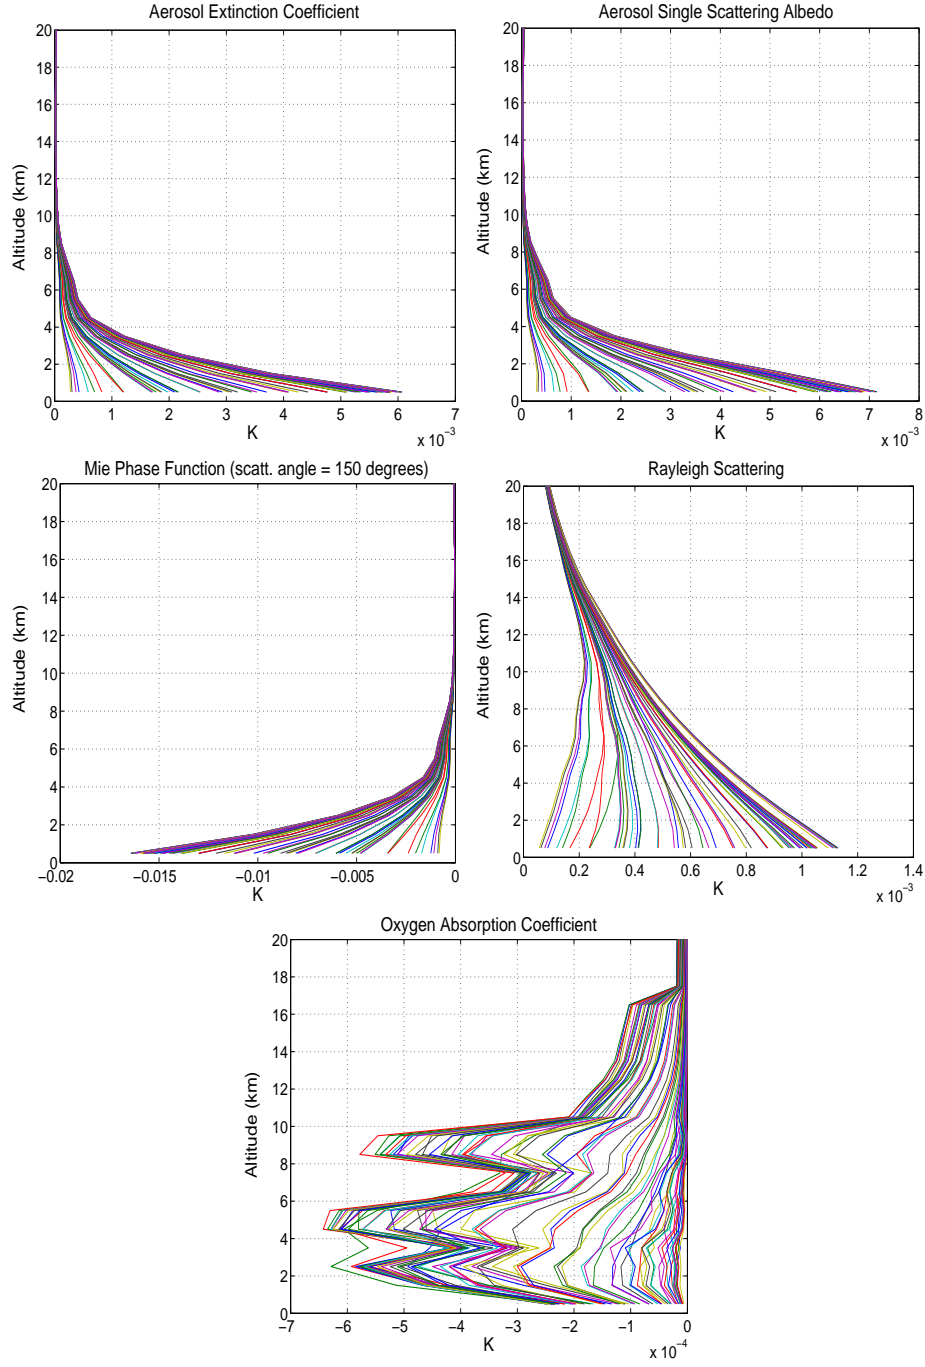 Aerosol Extinction Coefficient
20
18
16
14
12
10
8
6
4
2
0
0 1 2 3 4 5 6 7
Altitude (km)
K
x 10⁻³
Aerosol Single Scattering Albedo
20
18
16
14
12
10
8
6
4
2
0
0 1 2 3 4 5 6 7 8
Altitude (km)
K
x 10⁻³
Mie Phase Function (scatt. angle = 150 degrees)
20
18
16
14
12
10
8
6
4
2
0
−0.02 −0.015 −0.01 −0.005 0
Altitude (km)
K
Rayleigh Scattering
20
18
16
14
12
10
8
6
4
2
0
0 0.2 0.4 0.6 0.8 1 1.2 1.4
Altitude (km)
K
x 10⁻³
Oxygen Absorption Coefficient
20
18
16
14
12
10
8
6
4
2
0
−7 −6 −5 −4 −3 −2 −1 0
Altitude (km)
K
x 10⁻⁴